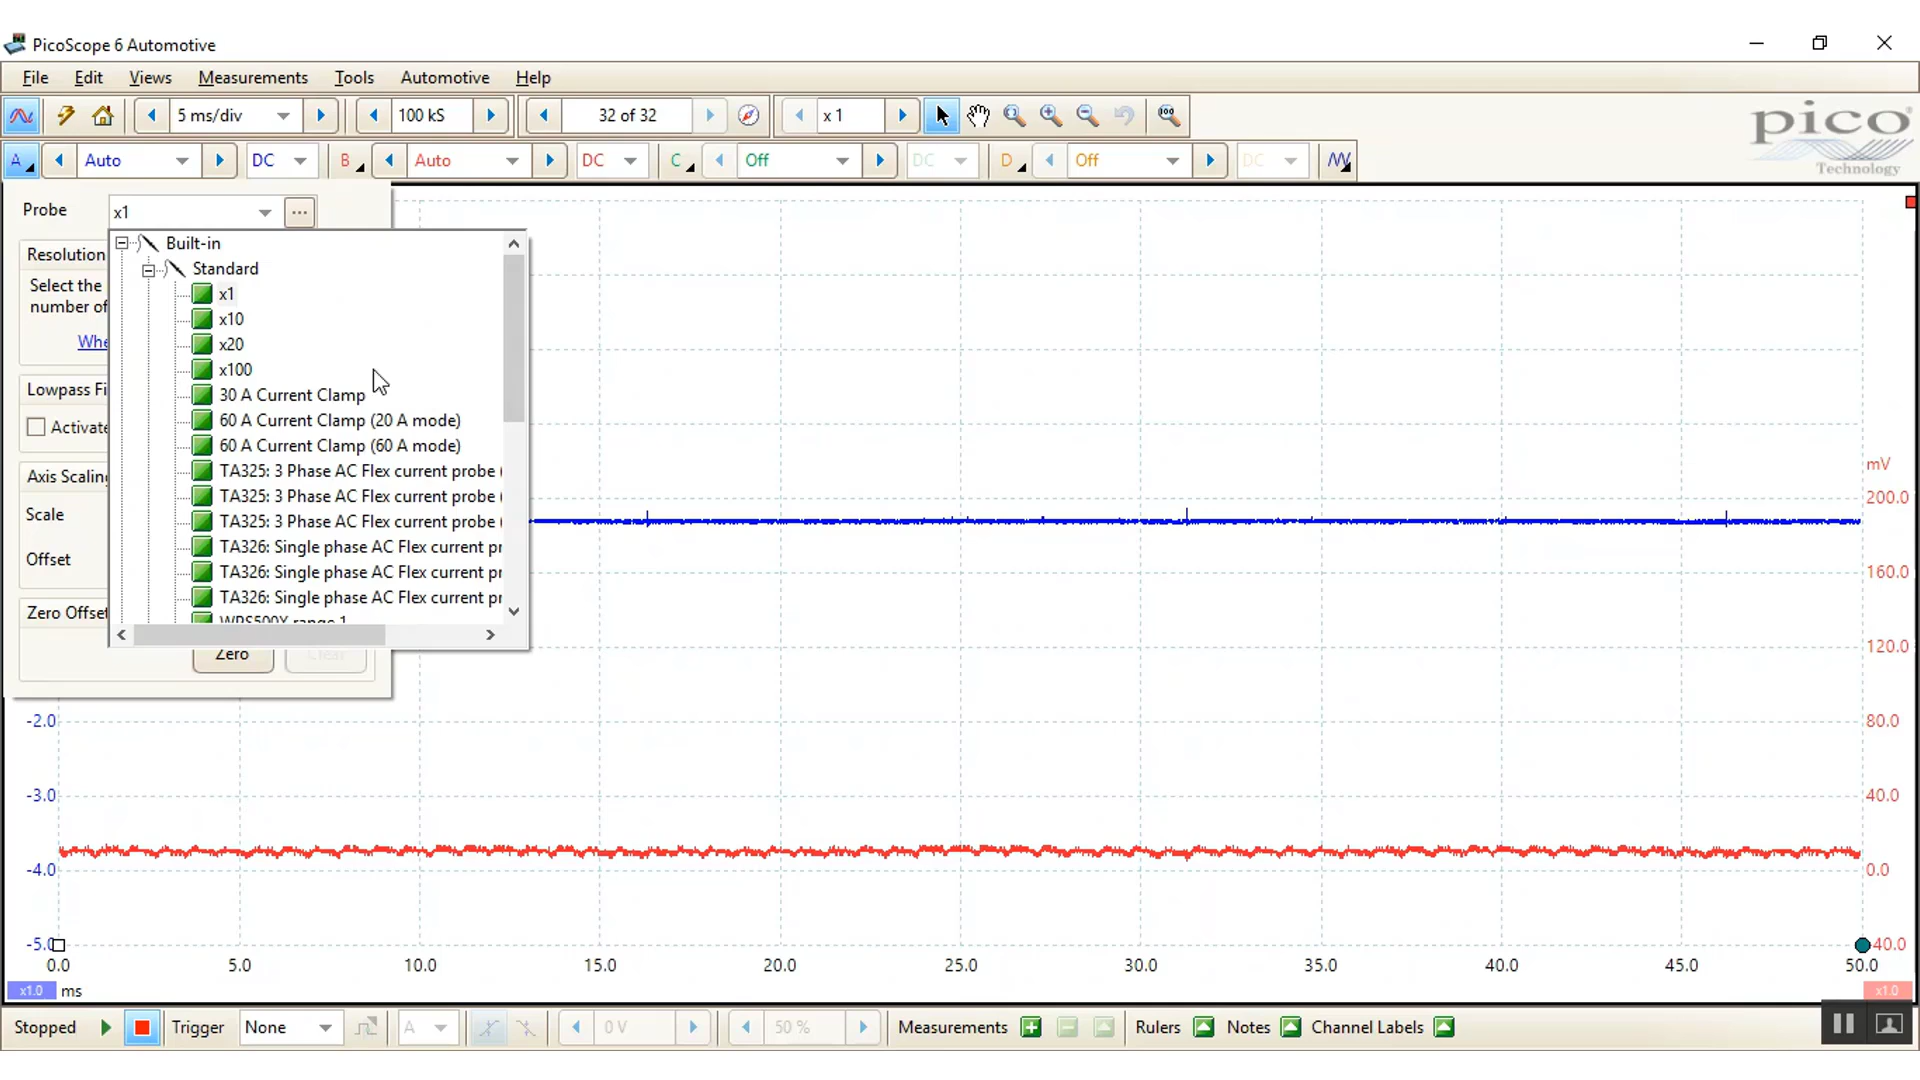 PicoScope 6 Automotive
File Edit Views Measurements Tools Automotive Help
5 ms/div 100 kS 32 of 32 x 1
pico
Technology
A Auto DC B Auto DC C Off DC D Off DC
Probe x1 ...
Built-in
Resolution
Standard
Select the
x1
number of
x10
Whe
x20
x100
Lowpass Fi
30 A Current Clamp
Activate
60 A Current Clamp (20 A mode)
60 A Current Clamp (60 A mode)
Axis Scaling
TA325: 3 Phase AC Flex current probe (
TA325: 3 Phase AC Flex current probe (
Scale
TA325: 3 Phase AC Flex current probe (
TA326: Single phase AC Flex current pr
Offset
TA326: Single phase AC Flex current pr
TA326: Single phase AC Flex current pr
Zero Offse
WPS500X range 1
Zero Clear
mV
200.0
160.0
120.0
-2.0 80.0
-3.0 40.0
-4.0 0.0
-5.0 -40.0
0.0 5.0 10.0 15.0 20.0 25.0 30.0 35.0 40.0 45.0 50.0
x1.0 ms x1.0
Stopped Trigger None A 0 V 50 % Measurements Rulers Notes Channel Labels